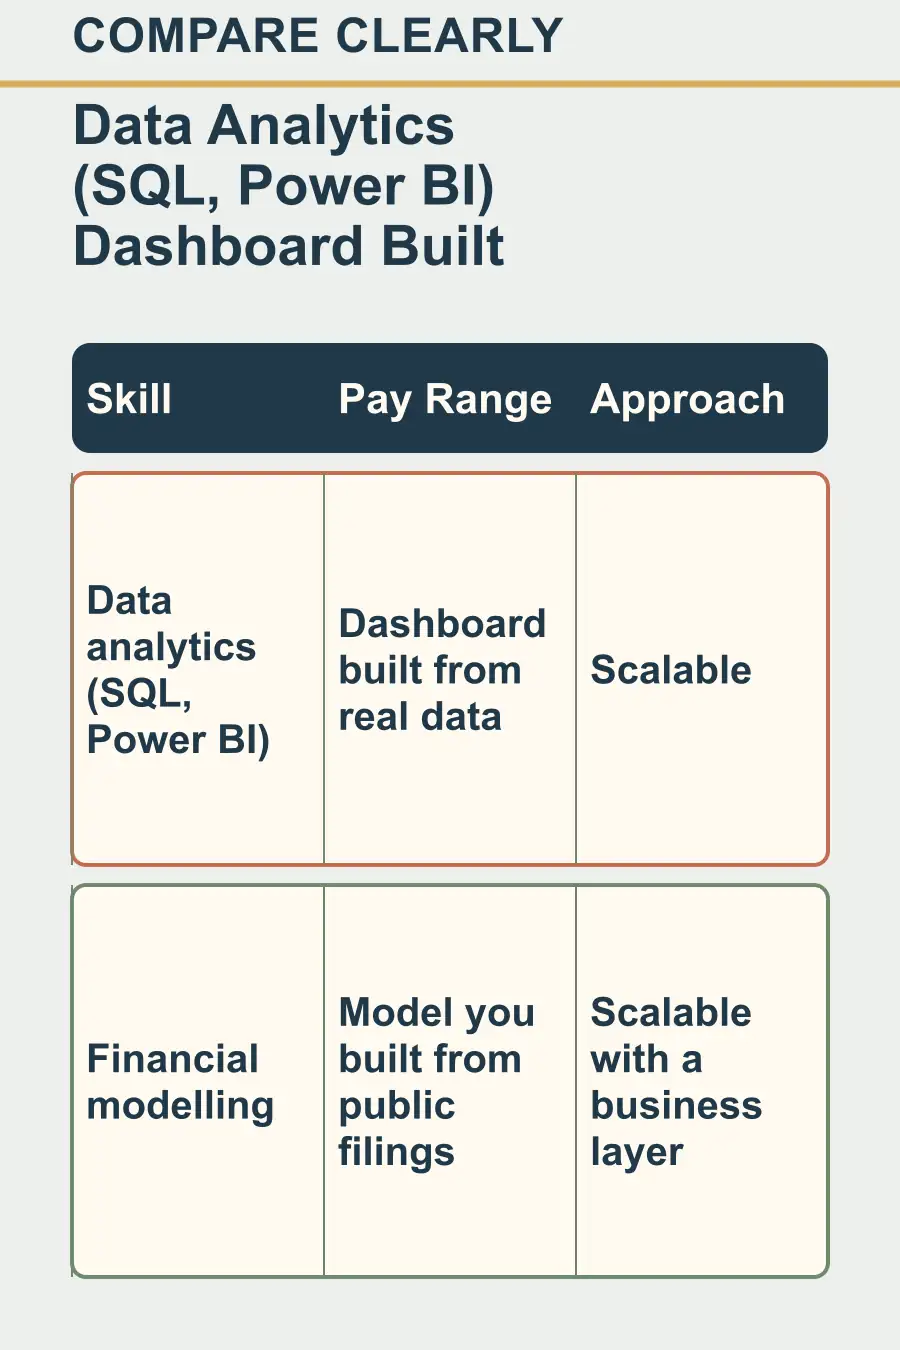 COMPARE CLEARLY
Data Analytics
(SQL, Power BI)
Dashboard Built
Skill
Pay Range
Approach
Data
analytics
(SQL,
Power BI)
Dashboard
built from
real data
Scalable
Financial
modelling
Model you
built from
public
filings
Scalable
with a
business
layer